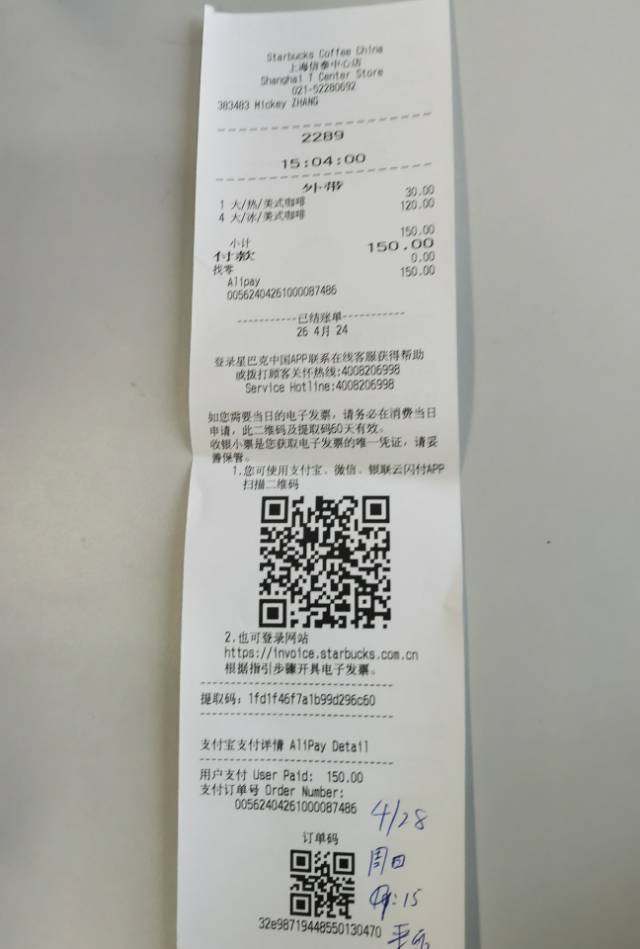 Starbucks Coffee China
上海信泰中心店
Shanghai T Center Store
021-52280692
383483 Mickey ZHANG
2289
15:04:00
外带
1 大/热/美式咖啡 30.00
4 大/冰/美式咖啡 120.00
小计 150.00
付款 150.00
找零 0.00
Alipay 150.00
00562404261000087486
-----------已结账单-----------
26 4月 24
登录星巴克中国APP联系在线客服获得帮助
或拨打顾客关怀热线:4008206998
Service Hotline:4008206998
如您需要当日的电子发票，请务必在消费当日
申请，此二维码及提取码60天有效。
收银小票是您获取电子发票的唯一凭证，请妥
善保管。
1.您可使用支付宝、微信、银联云闪付APP
扫描二维码
2.也可登录网站
https://invoice.starbucks.com.cn
根据指引步骤开具电子发票。
提取码: 1fd1f46f7a1b99d296c60
支付宝支付详情 AliPay Detail
用户支付 User Paid: 150.00
支付订单号 Order Number:
00562404261000087486
订单码
32e98719448550130470
4/28
周日
:15